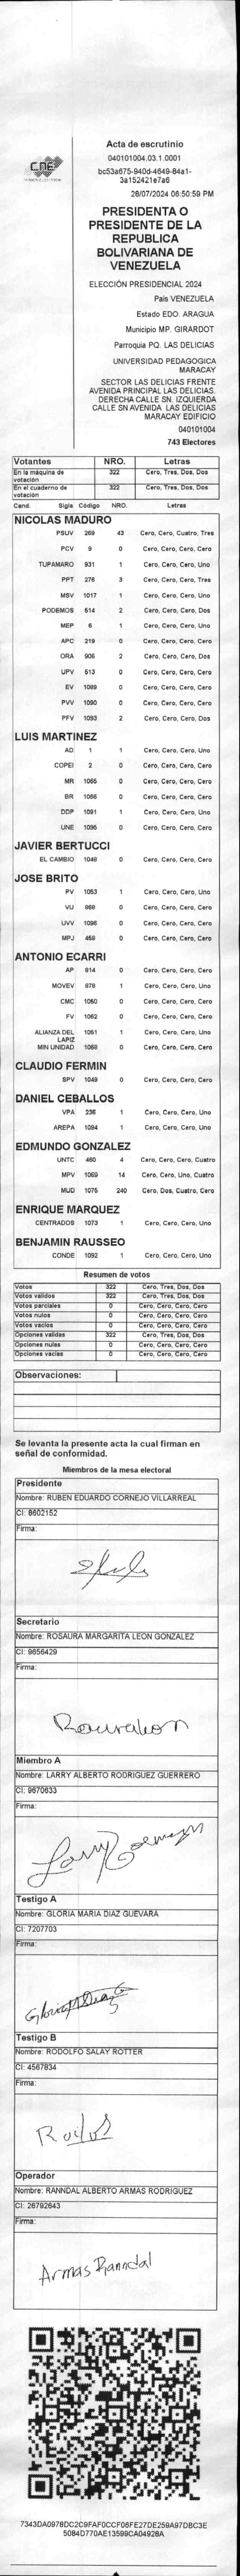 CNE
Acta de escrutinio
040101004.03.1.0001
bc53a675-940d-4649-84a1-
3a152421e7a6
28/07/2024 06:50:59 PM
PRESIDENTA O
PRESIDENTE DE LA
REPUBLICA
BOLIVARIANA DE
VENEZUELA
ELECCIÓN PRESIDENCIAL 2024
País VENEZUELA
Estado EDO. ARAGUA
Municipio MP. GIRARDOT
Parroquia PQ. LAS DELICIAS
UNIVERSIDAD PEDAGOGICA
MARACAY
SECTOR LAS DELICIAS FRENTE
AVENIDA PRINCIPAL LAS DELICIAS.
DERECHA CALLE SN. IZQUIERDA
CALLE SN AVENIDA LAS DELICIAS
MARACAY EDIFICIO
040101004
743 Electores
Votantes NRO. Letras
En la máquina de votación 322 Cero, Tres, Dos, Dos
En el cuaderno de votación 322 Cero, Tres, Dos, Dos
Cand. Sigla Código NRO. Letras
NICOLAS MADURO
PSUV 269 43 Cero, Cero, Cuatro, Tres
PCV 9 0 Cero, Cero, Cero, Cero
TUPAMARO 931 1 Cero, Cero, Cero, Uno
PPT 276 3 Cero, Cero, Cero, Tres
MSV 1017 1 Cero, Cero, Cero, Uno
PODEMOS 514 2 Cero, Cero, Cero, Dos
MEP 6 1 Cero, Cero, Cero, Uno
APC 219 0 Cero, Cero, Cero, Cero
ORA 906 2 Cero, Cero, Cero, Dos
UPV 513 0 Cero, Cero, Cero, Cero
EV 1089 0 Cero, Cero, Cero, Cero
PVV 1090 0 Cero, Cero, Cero, Cero
PFV 1093 2 Cero, Cero, Cero, Dos
LUIS MARTINEZ
AD 1 1 Cero, Cero, Cero, Uno
COPEI 2 0 Cero, Cero, Cero, Cero
MR 1065 0 Cero, Cero, Cero, Cero
BR 1066 0 Cero, Cero, Cero, Cero
DDP 1091 1 Cero, Cero, Cero, Uno
UNE 1095 0 Cero, Cero, Cero, Cero
JAVIER BERTUCCI
EL CAMBIO 1048 0 Cero, Cero, Cero, Cero
JOSE BRITO
PV 1053 1 Cero, Cero, Cero, Uno
VU 868 0 Cero, Cero, Cero, Cero
UVV 1096 0 Cero, Cero, Cero, Cero
MPJ 458 0 Cero, Cero, Cero, Cero
ANTONIO ECARRI
AP 814 0 Cero, Cero, Cero, Cero
MOVEV 878 1 Cero, Cero, Cero, Uno
CMC 1050 0 Cero, Cero, Cero, Cero
FV 1062 0 Cero, Cero, Cero, Cero
ALIANZA DEL LAPIZ 1051 1 Cero, Cero, Cero, Uno
MIN UNIDAD 1068 0 Cero, Cero, Cero, Cero
CLAUDIO FERMIN
SPV 1049 0 Cero, Cero, Cero, Cero
DANIEL CEBALLOS
VPA 236 1 Cero, Cero, Cero, Uno
AREPA 1094 1 Cero, Cero, Cero, Uno
EDMUNDO GONZALEZ
UNTC 460 4 Cero, Cero, Cero, Cuatro
MPV 1069 14 Cero, Cero, Uno, Cuatro
MUD 1075 240 Cero, Dos, Cuatro, Cero
ENRIQUE MARQUEZ
CENTRADOS 1073 1 Cero, Cero, Cero, Uno
BENJAMIN RAUSSEO
CONDE 1092 1 Cero, Cero, Cero, Uno
Resumen de votos
Votos 322 Cero, Tres, Dos, Dos
Votos validos 322 Cero, Tres, Dos, Dos
Votos parciales 0 Cero, Cero, Cero, Cero
Votos nulos 0 Cero, Cero, Cero, Cero
Votos vacios 0 Cero, Cero, Cero, Cero
Opciones validas 322 Cero, Tres, Dos, Dos
Opciones nulas 0 Cero, Cero, Cero, Cero
Opciones vacias 0 Cero, Cero, Cero, Cero
Observaciones:
Se levanta la presente acta la cual firman en
señal de conformidad.
Miembros de la mesa electoral
Presidente
Nombre: RUBEN EDUARDO CORNEJO VILLARREAL
CI: 8602152
Firma:
Secretario
Nombre: ROSAURA MARGARITA LEON GONZALEZ
CI: 9656429
Firma:
Miembro A
Nombre: LARRY ALBERTO RODRIGUEZ GUERRERO
CI: 9670633
Firma:
Larry
Testigo A
Nombre: GLORIA MARIA DIAZ GUEVARA
CI: 7207703
Firma:
Testigo B
Nombre: RODOLFO SALAY ROTTER
CI: 4567834
Firma:
Operador
Nombre: RANNDAL ALBERTO ARMAS RODRIGUEZ
CI: 26792643
Firma:
Armas Ranndal
7343DA0978DC2C9FAF0CCF06FE27DE259A97DBC3E
5084D770AE13599CA04928A